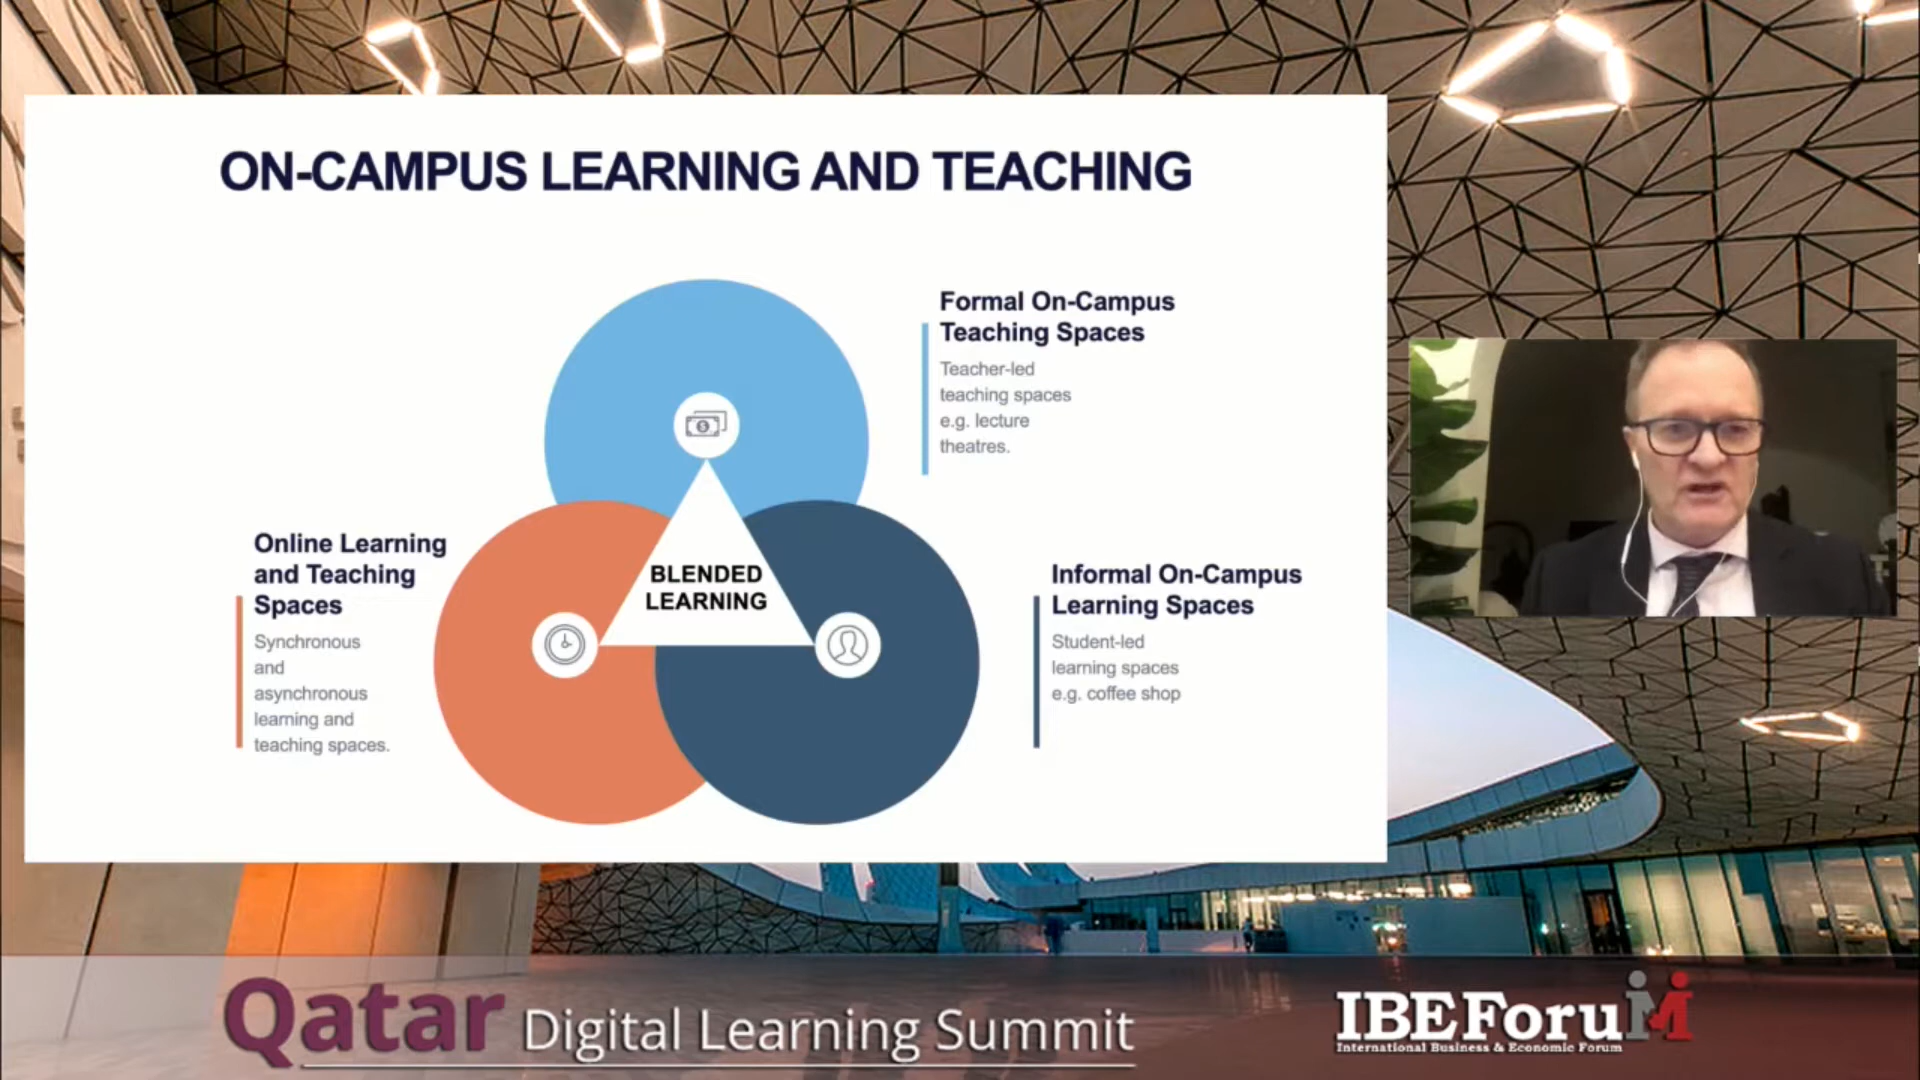 ON-CAMPUS LEARNING AND TEACHING
Formal On-Campus
Teaching Spaces
Teacher-led
teaching spaces
e.g. lecture
theatres.
Online Learning
and Teaching
Spaces
Synchronous
and
asynchronous
learning and
teaching spaces.
BLENDED
LEARNING
Informal On-Campus
Learning Spaces
Student-led
learning spaces
e.g. coffee shop
Qatar Digital Learning Summit
IBEForuM
International Business & Economic Forum